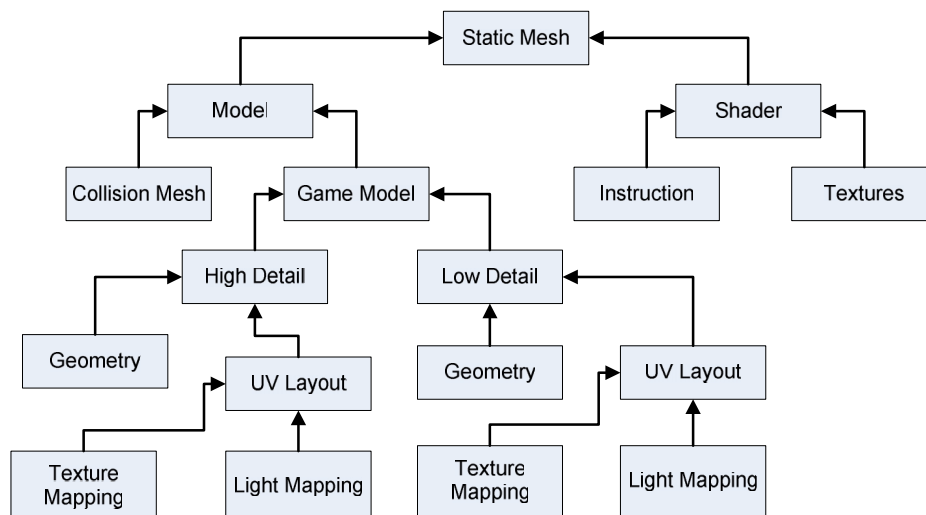 Static Mesh
Model
Shader
Collision Mesh
Game Model
Instruction
Textures
High Detail
Low Detail
Geometry
UV Layout
Geometry
UV Layout
Texture
Mapping
Light Mapping
Texture
Mapping
Light Mapping